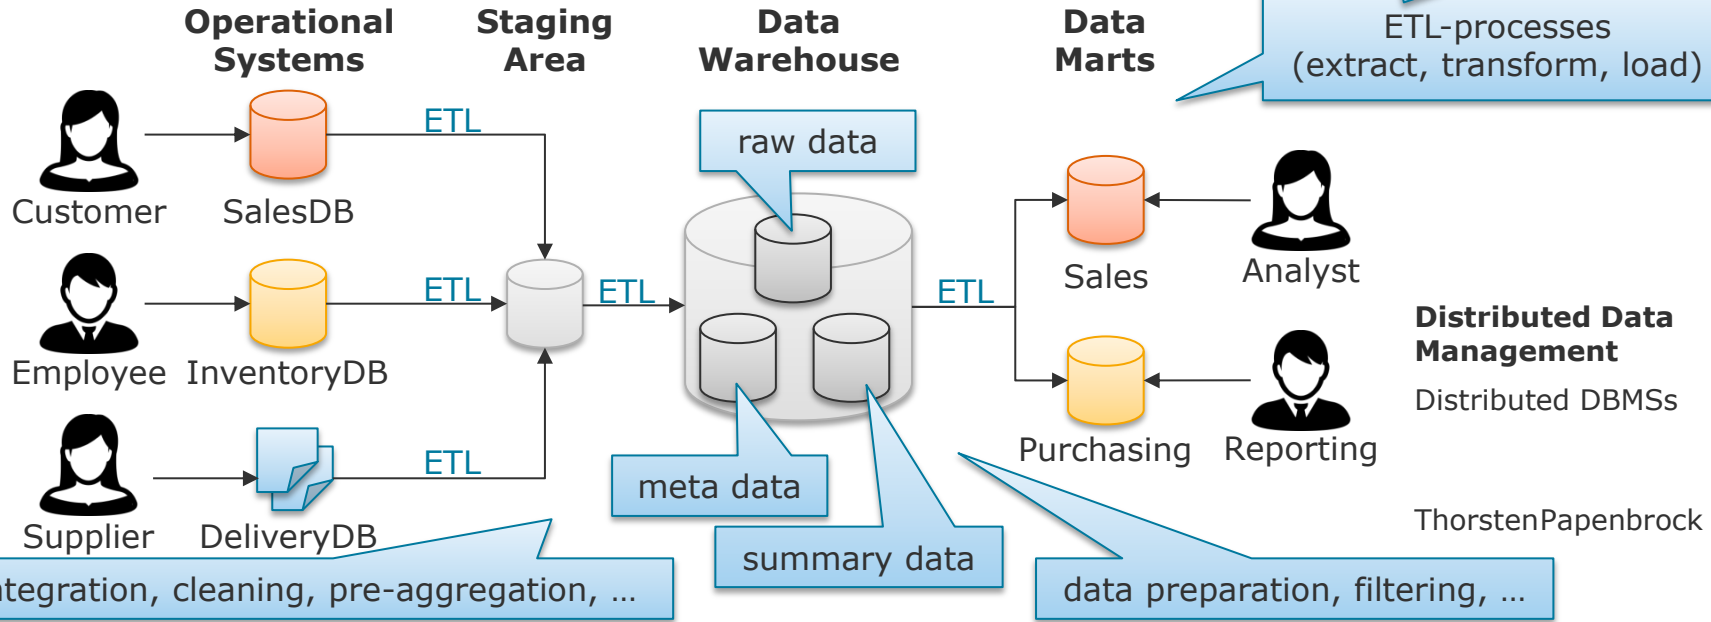 Operational
Systems
Staging
Area
Data
Warehouse
Data
Marts
ETL-processes
(extract, transform, load)
ETL
raw data
Customer
SalesDB
Sales
Analyst
ETL
ETL
ETL
Employee
InventoryDB
Distributed Data
Management
Distributed DBMSs
Purchasing
Reporting
ETL
meta data
Supplier
DeliveryDB
summary data
ThorstenPapenbrock
ntegration, cleaning, pre-aggregation, ...
data preparation, filtering, ...